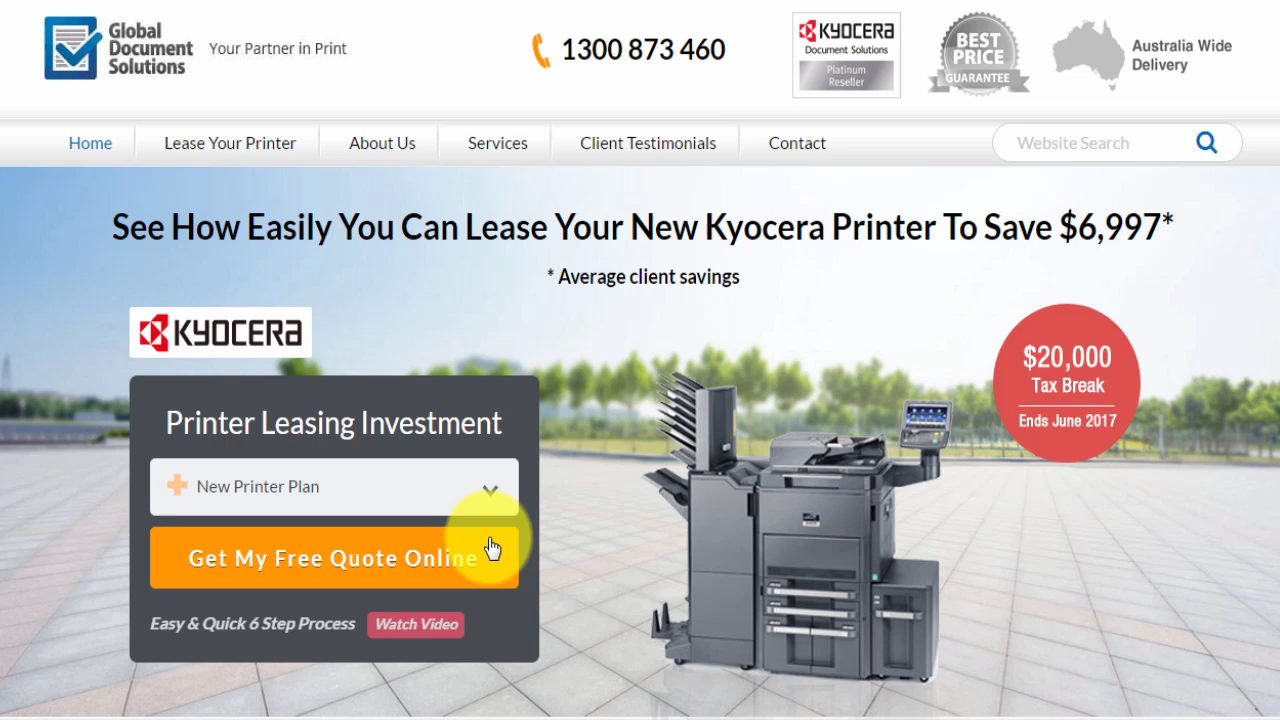 Global
Document
Solutions
Your Partner in Print
1300 873 460
KYOCERA
Document Solutions
Platinum
Reseller
BEST
PRICE
GUARANTEE
Australia Wide
Delivery
Home
Lease Your Printer
About Us
Services
Client Testimonials
Contact
Website Search
See How Easily You Can Lease Your New Kyocera Printer To Save $6,997*
* Average client savings
KYOCERA
$20,000
Tax Break
Ends June 2017
Printer Leasing Investment
New Printer Plan
Get My Free Quote Online
Easy & Quick 6 Step Process
Watch Video